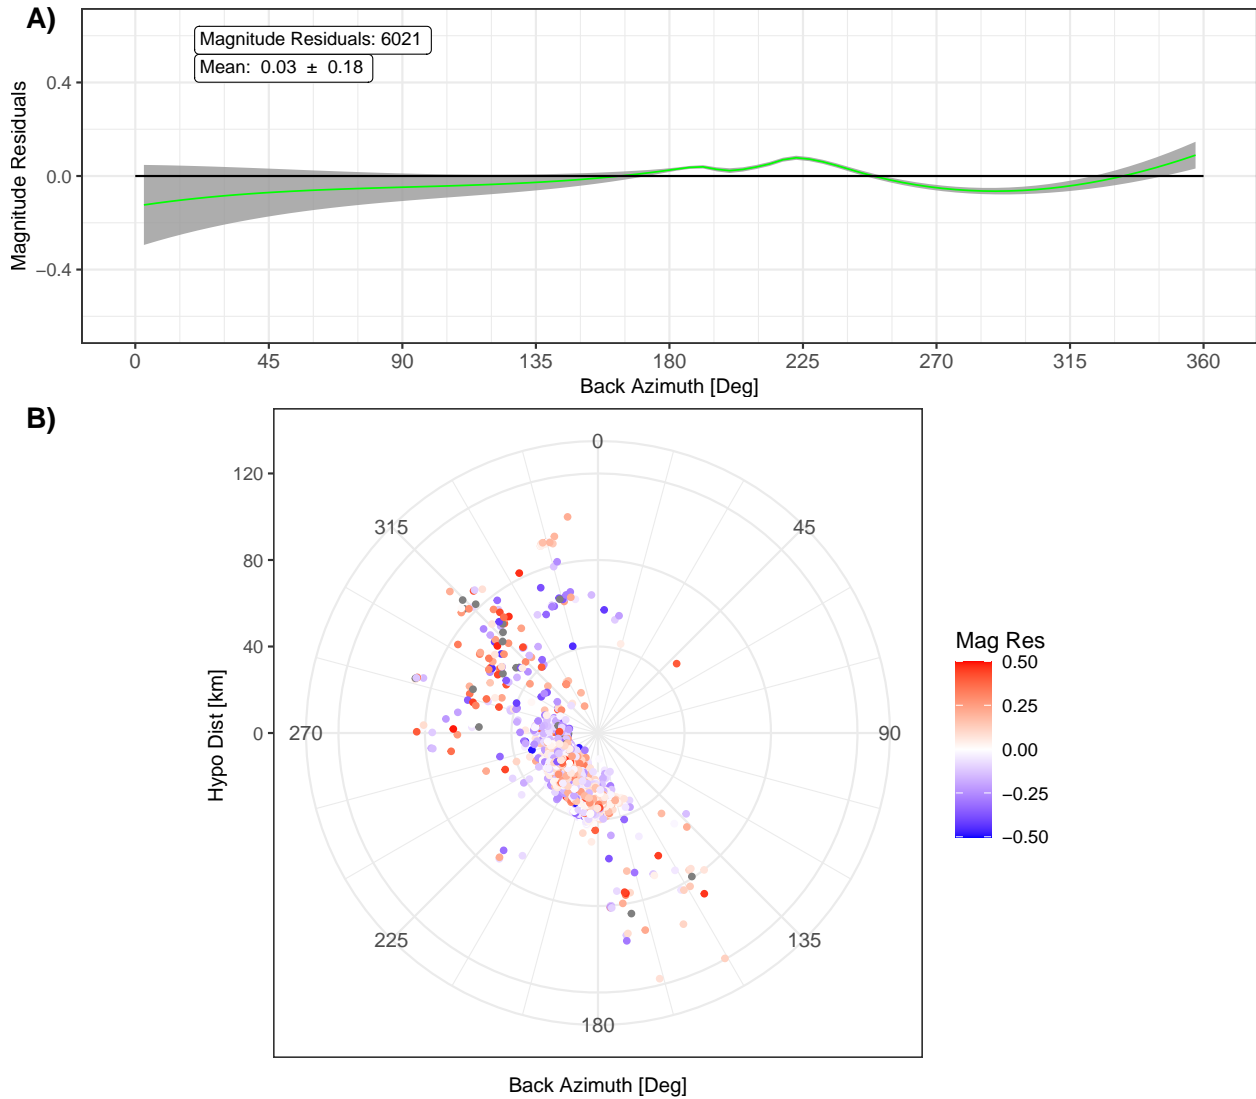 A)
Magnitude Residuals: 6021
Mean:  0.03  ±  0.18
Magnitude Residuals
0.4
0.0
−0.4
0 45 90 135 180 225 270 315 360
Back Azimuth [Deg]
B)
0
45
90
135
180
225
270
315
120
80
40
0
Hypo Dist [km]
Back Azimuth [Deg]
Mag Res
0.50
0.25
0.00
−0.25
−0.50